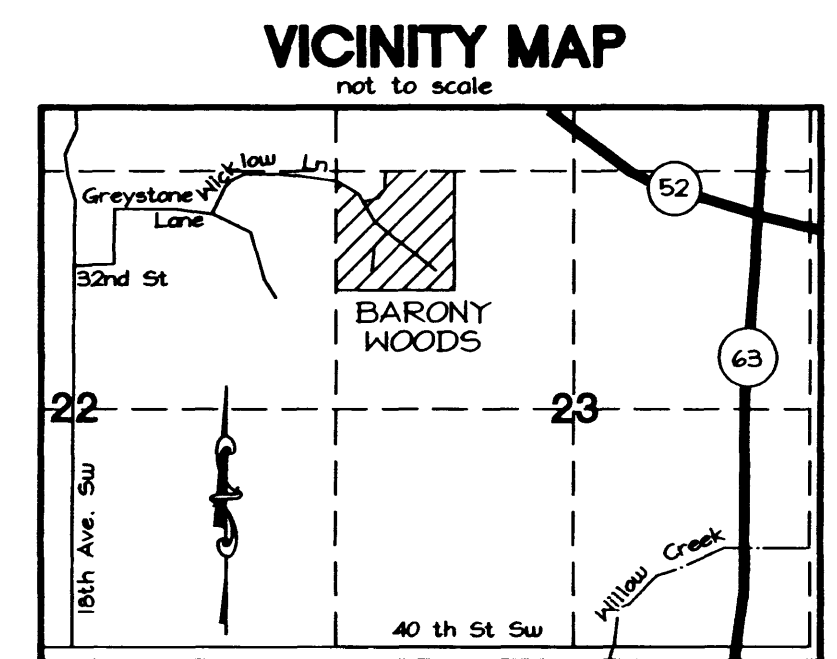 VICINITY MAP
not to scale
Wicklow Ln
52
Greystone
Lane
32nd St
BARONY
WOODS
63
22
23
18th Ave. Sw
Willow Creek
40 th St Sw